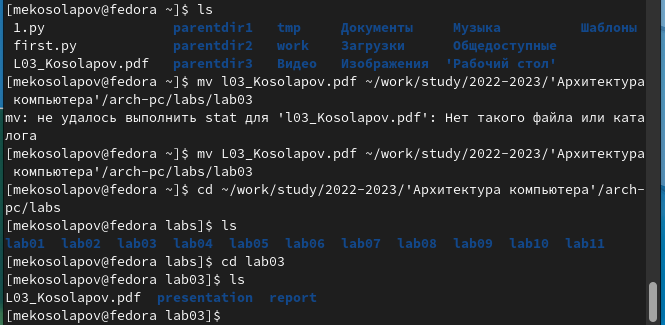 [mekosolapov@fedora ~]$ ls
1.py parentdir1 tmp Документы Музыка Шаблоны
first.py parentdir2 work Загрузки Общедоступные
L03_Kosolapov.pdf parentdir3 Видео Изображения 'Рабочий стол'
[mekosolapov@fedora ~]$ mv l03_Kosolapov.pdf ~/work/study/2022-2023/'Архитектура
компьютера'/arch-pc/labs/lab03
mv: не удалось выполнить stat для 'l03_Kosolapov.pdf': Нет такого файла или ката
лога
[mekosolapov@fedora ~]$ mv L03_Kosolapov.pdf ~/work/study/2022-2023/'Архитектура
компьютера'/arch-pc/labs/lab03
[mekosolapov@fedora ~]$ cd ~/work/study/2022-2023/'Архитектура компьютера'/arch-
pc/labs
[mekosolapov@fedora labs]$ ls
lab01 lab02 lab03 lab04 lab05 lab06 lab07 lab08 lab09 lab10 lab11
[mekosolapov@fedora labs]$ cd lab03
[mekosolapov@fedora lab03]$ ls
L03_Kosolapov.pdf presentation report
[mekosolapov@fedora lab03]$